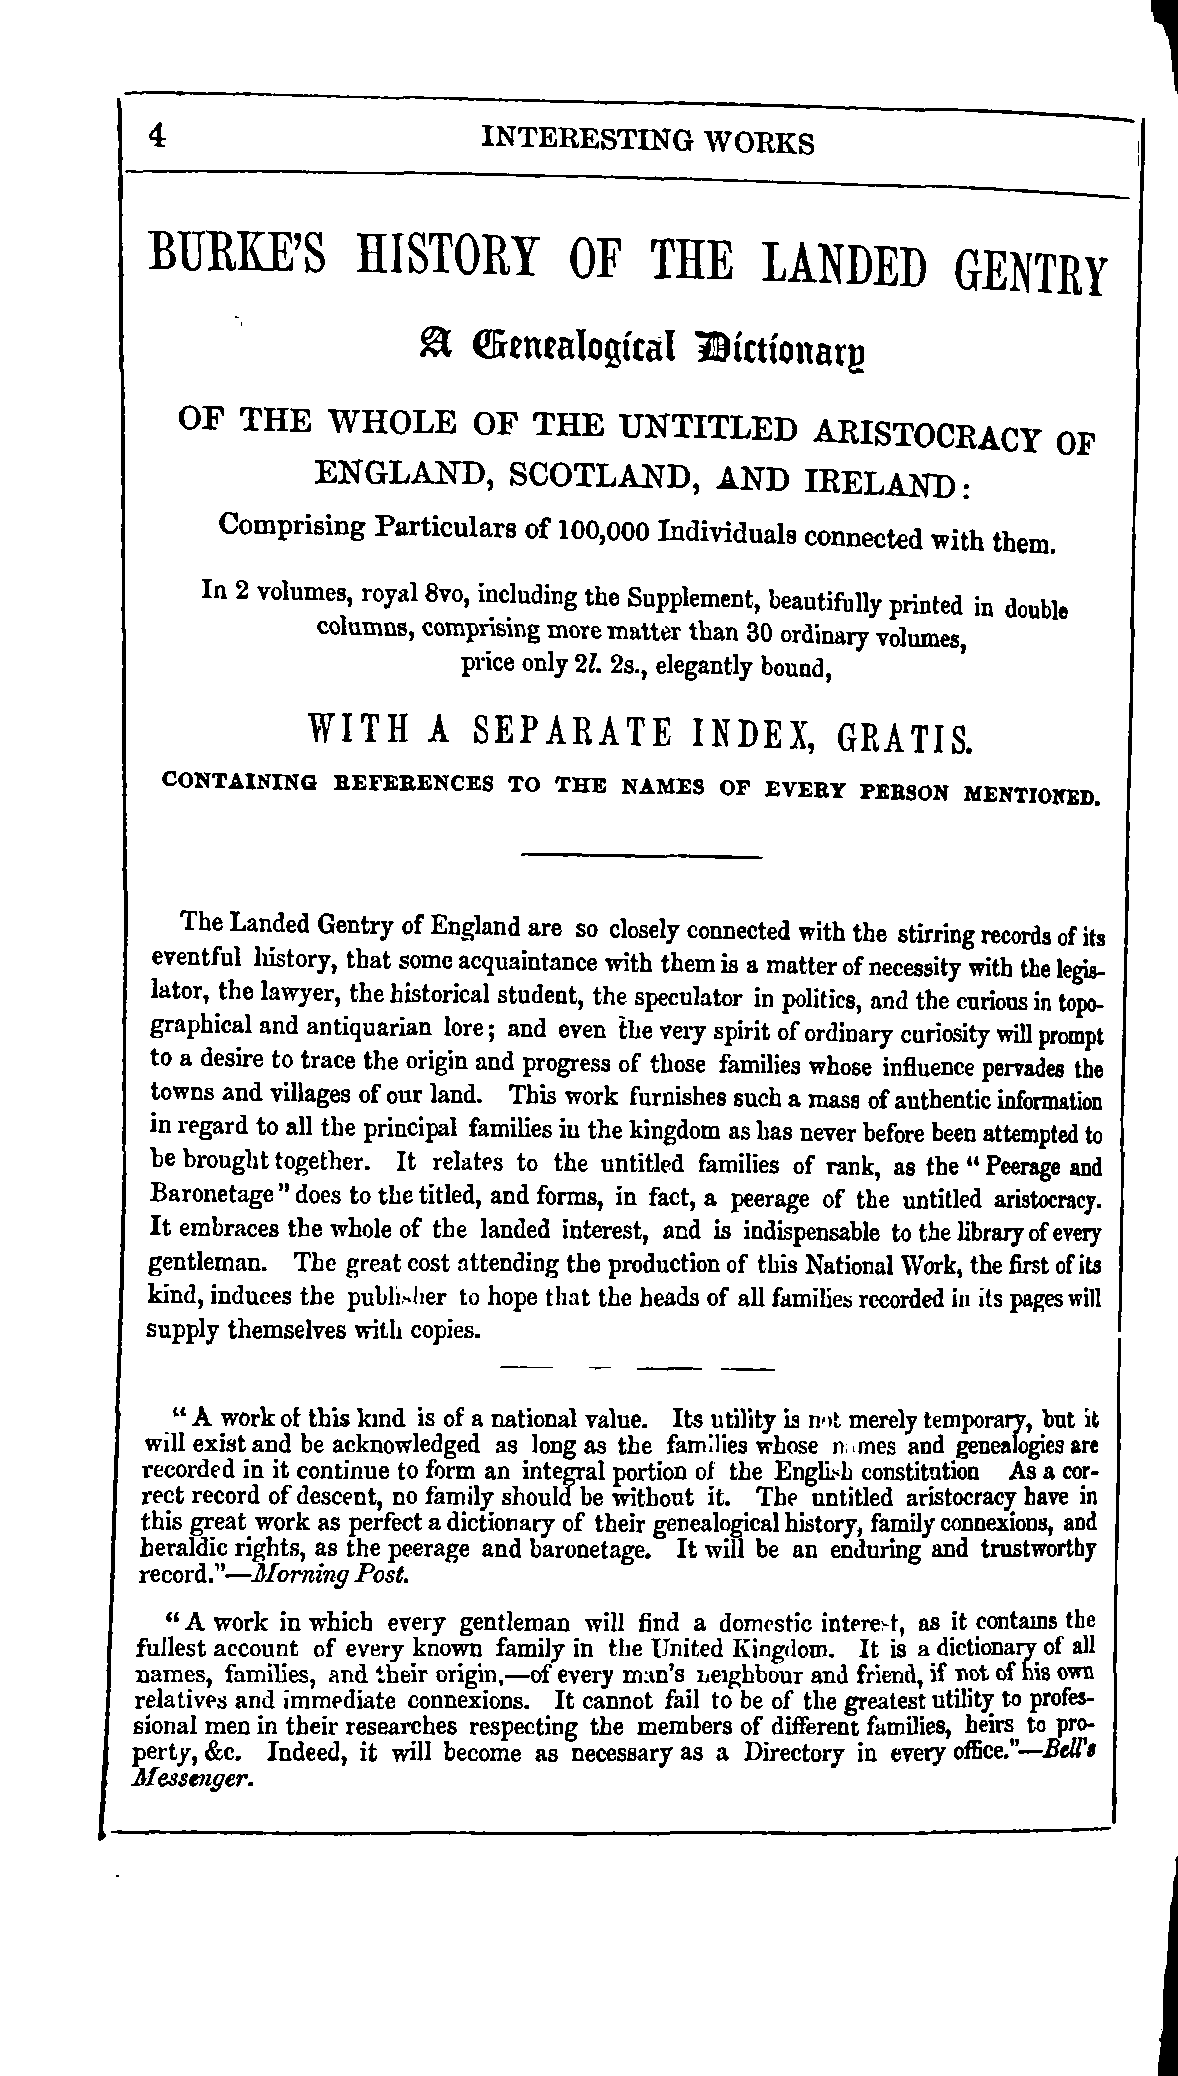 4 INTERESTING WORKS
BURKE'S HISTORY OF THE LANDED GENTRY
A Genealogical Dictionary
OF THE WHOLE OF THE UNTITLED ARISTOCRACY OF
ENGLAND, SCOTLAND, AND IRELAND:
Comprising Particulars of 100,000 Individuals connected with them.
In 2 volumes, royal 8vo, including the Supplement, beautifully printed in double
columns, comprising more matter than 30 ordinary volumes,
price only 2l. 2s., elegantly bound,
WITH A SEPARATE INDEX, GRATIS.
CONTAINING REFERENCES TO THE NAMES OF EVERY PERSON MENTIONED.
The Landed Gentry of England are so closely connected with the stirring records of its
eventful history, that some acquaintance with them is a matter of necessity with the legis-
lator, the lawyer, the historical student, the speculator in politics, and the curious in topo-
graphical and antiquarian lore; and even the very spirit of ordinary curiosity will prompt
to a desire to trace the origin and progress of those families whose influence pervades the
towns and villages of our land. This work furnishes such a mass of authentic information
in regard to all the principal families in the kingdom as has never before been attempted to
be brought together. It relates to the untitled families of rank, as the "Peerage and
Baronetage" does to the titled, and forms, in fact, a peerage of the untitled aristocracy.
It embraces the whole of the landed interest, and is indispensable to the library of every
gentleman. The great cost attending the production of this National Work, the first of its
kind, induces the publisher to hope that the heads of all families recorded in its pages will
supply themselves with copies.
"A work of this kind is of a national value. Its utility is not merely temporary, but it
will exist and be acknowledged as long as the families whose names and genealogies are
recorded in it continue to form an integral portion of the English constitution As a cor-
rect record of descent, no family should be without it. The untitled aristocracy have in
this great work as perfect a dictionary of their genealogical history, family connexions, and
heraldic rights, as the peerage and baronetage. It will be an enduring and trustworthy
record."—Morning Post.
"A work in which every gentleman will find a domestic interest, as it contains the
fullest account of every known family in the United Kingdom. It is a dictionary of all
names, families, and their origin,—of every man's neighbour and friend, if not of his own
relatives and immediate connexions. It cannot fail to be of the greatest utility to profes-
sional men in their researches respecting the members of different families, heirs to pro-
perty, &c. Indeed, it will become as necessary as a Directory in every office."—Bell's
Messenger.